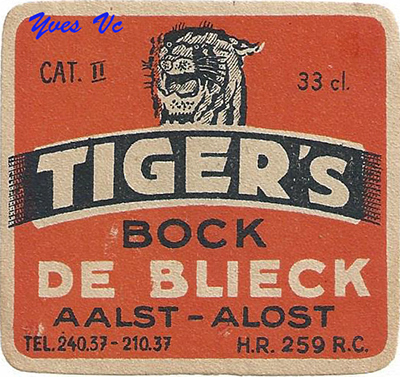 Yves Vc
CAT. II 33 cl.
TIGER'S
BOCK
DE BLIECK
AALST - ALOST
TEL. 240.37 - 210.37 H.R. 259 R.C.